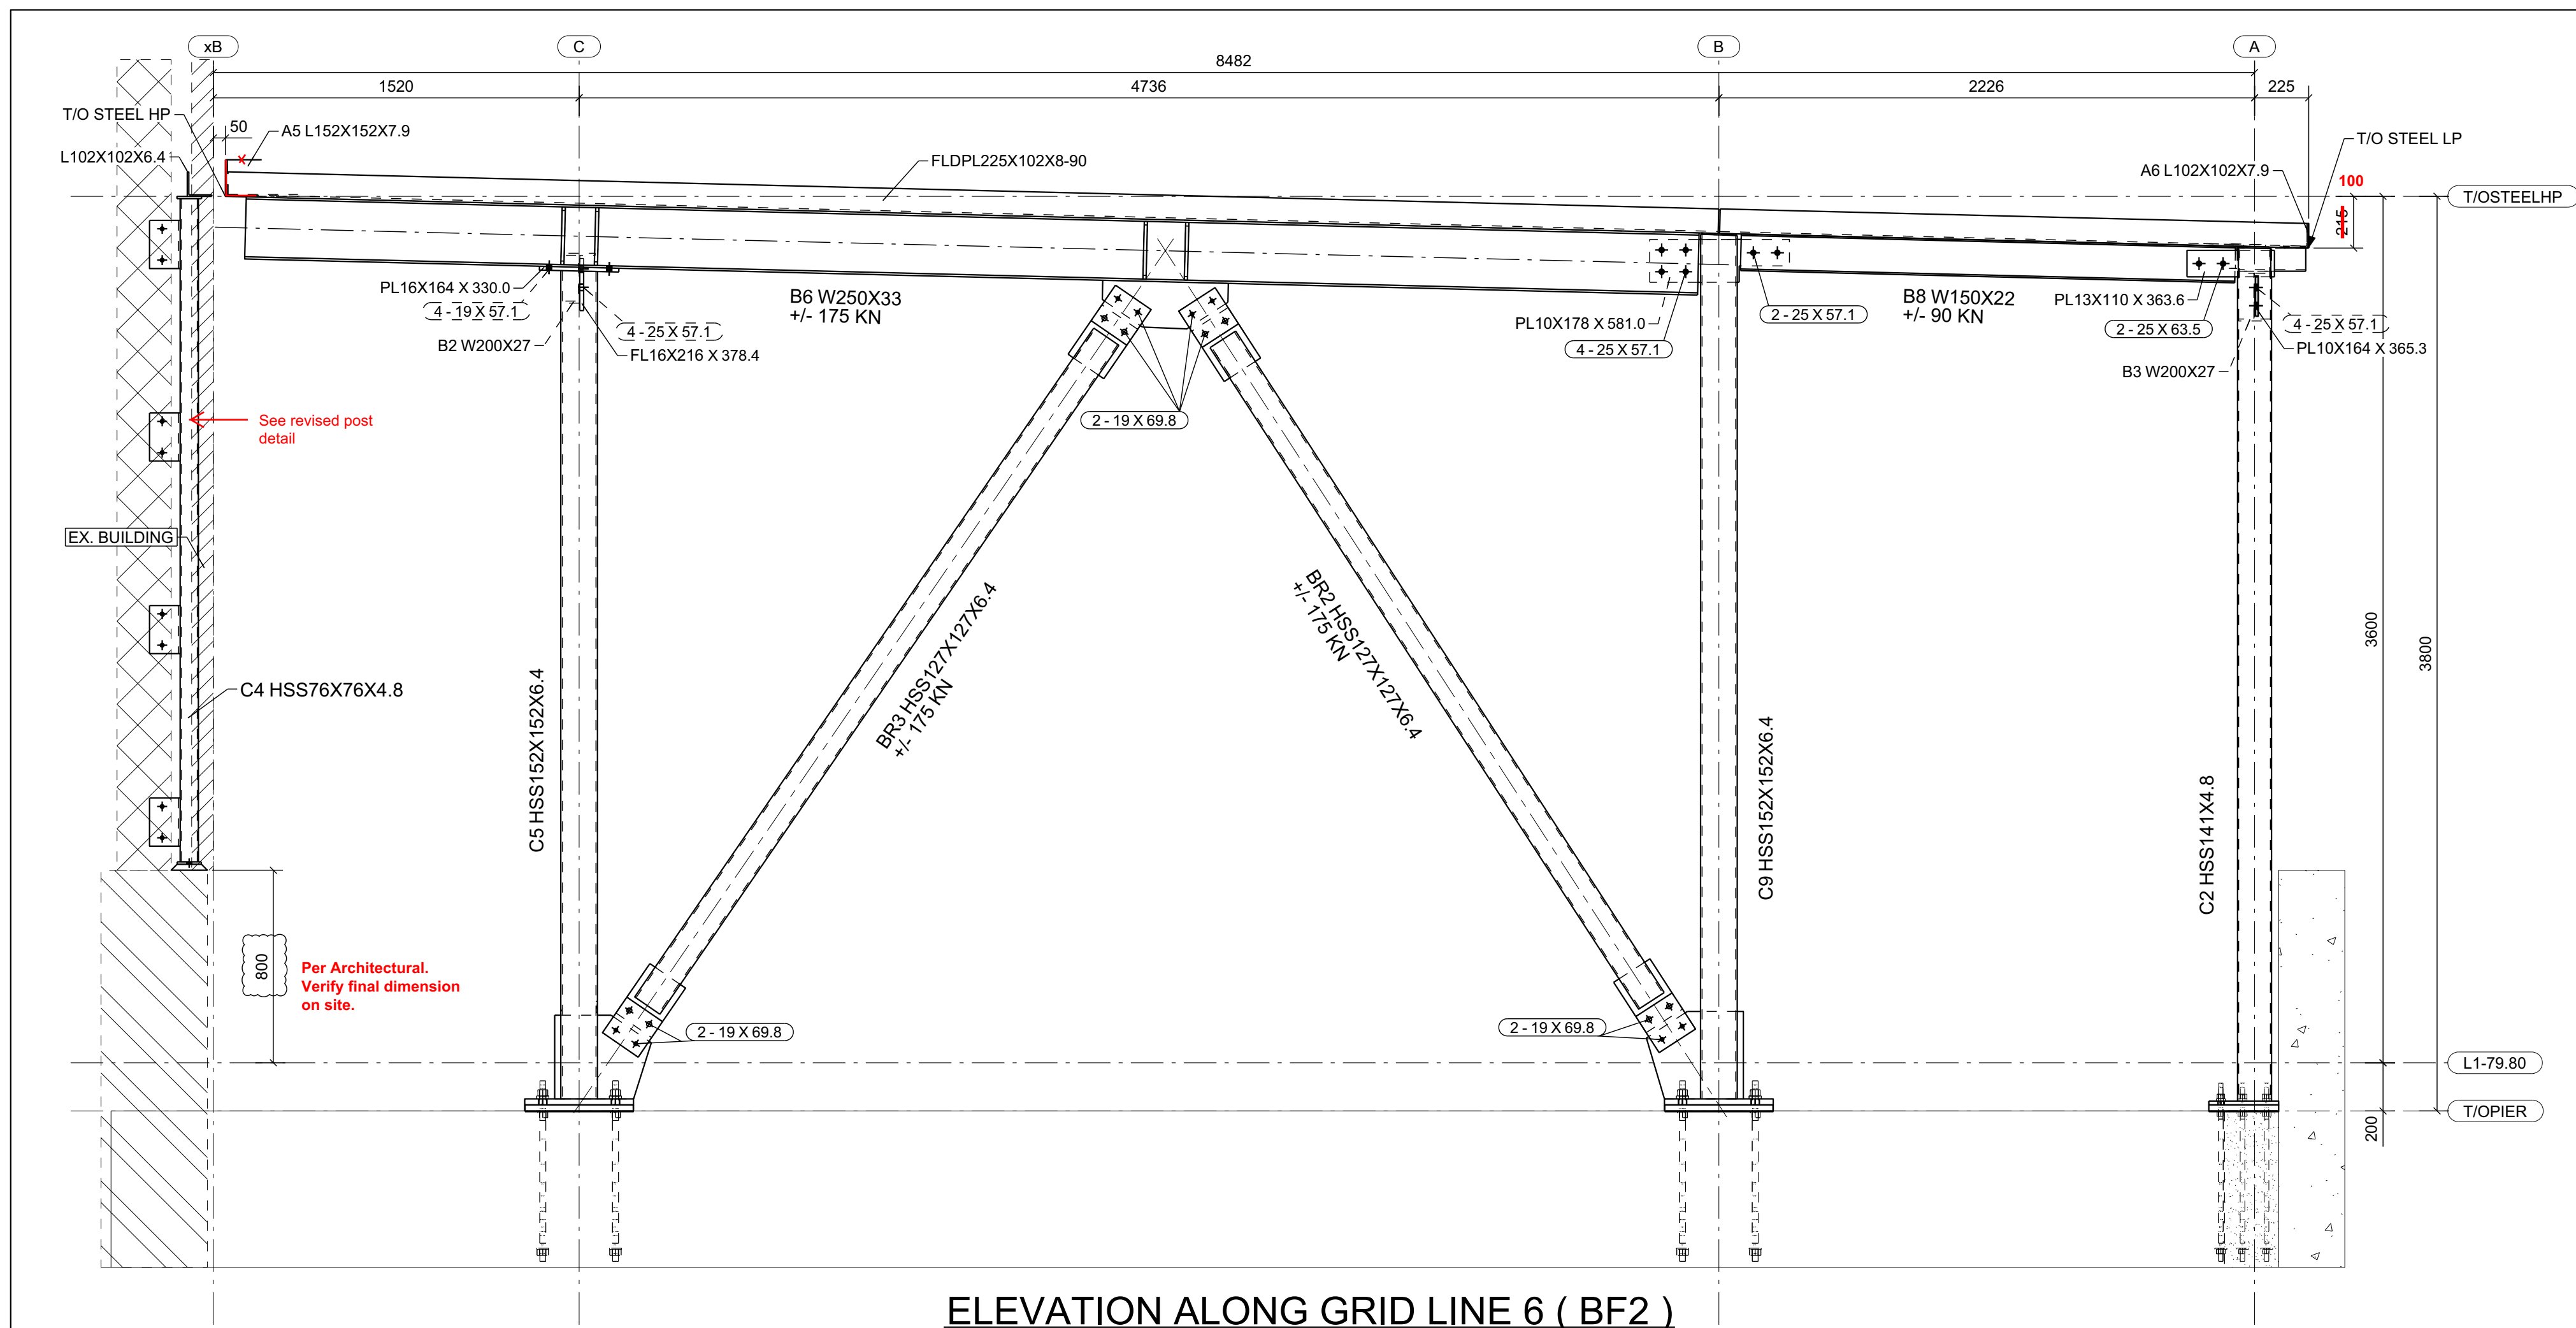 xB
C
B
A
8482
1520
4736
2226
225
T/O STEEL HP
50
A5 L152X152X7.9
L102X102X6.4
FLDPL225X102X8-90
T/O STEEL LP
A6 L102X102X7.9
100
215
T/OSTEELHP
PL16X164 X 330.0
4 - 19 X 57.1
B2 W200X27
4 - 25 X 57.1
FL16X216 X 378.4
B6 W250X33
+/- 175 KN
PL10X178 X 581.0
4 - 25 X 57.1
2 - 25 X 57.1
B8 W150X22
+/- 90 KN
PL13X110 X 363.6
2 - 25 X 63.5
4 - 25 X 57.1
PL10X164 X 365.3
B3 W200X27
2 - 19 X 69.8
See revised post
detail
EX. BUILDING
C4 HSS76X76X4.8
C5 HSS152X152X6.4
BR3 HSS127X127X6.4
+/- 175 KN
BR2 HSS127X127X6.4
+/- 175 KN
C9 HSS152X152X6.4
C2 HSS141X4.8
3600
3800
800
Per Architectural.
Verify final dimension
on site.
2 - 19 X 69.8
2 - 19 X 69.8
L1-79.80
T/OPIER
200
ELEVATION ALONG GRID LINE 6 ( BF2 )